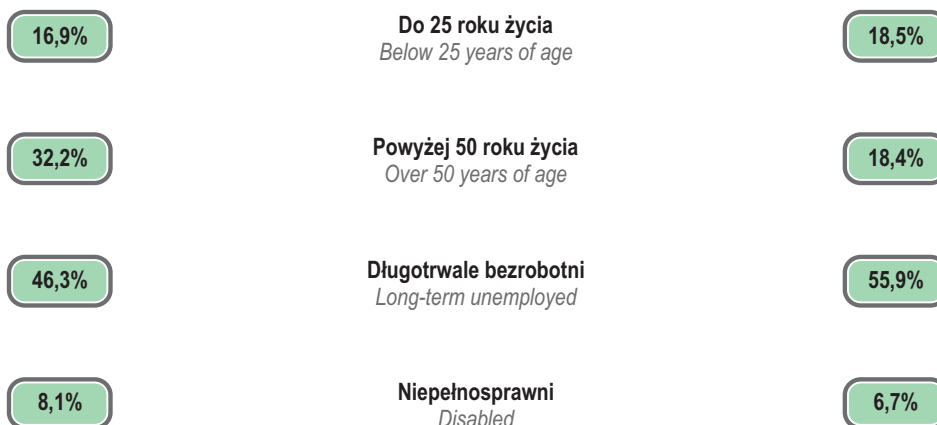 16,9%
Do 25 roku życia
Below 25 years of age
18,5%
32,2%
Powyżej 50 roku życia
Over 50 years of age
18,4%
46,3%
Długotrwale bezrobotni
Long-term unemployed
55,9%
8,1%
Niepełnosprawni
Disabled
6,7%